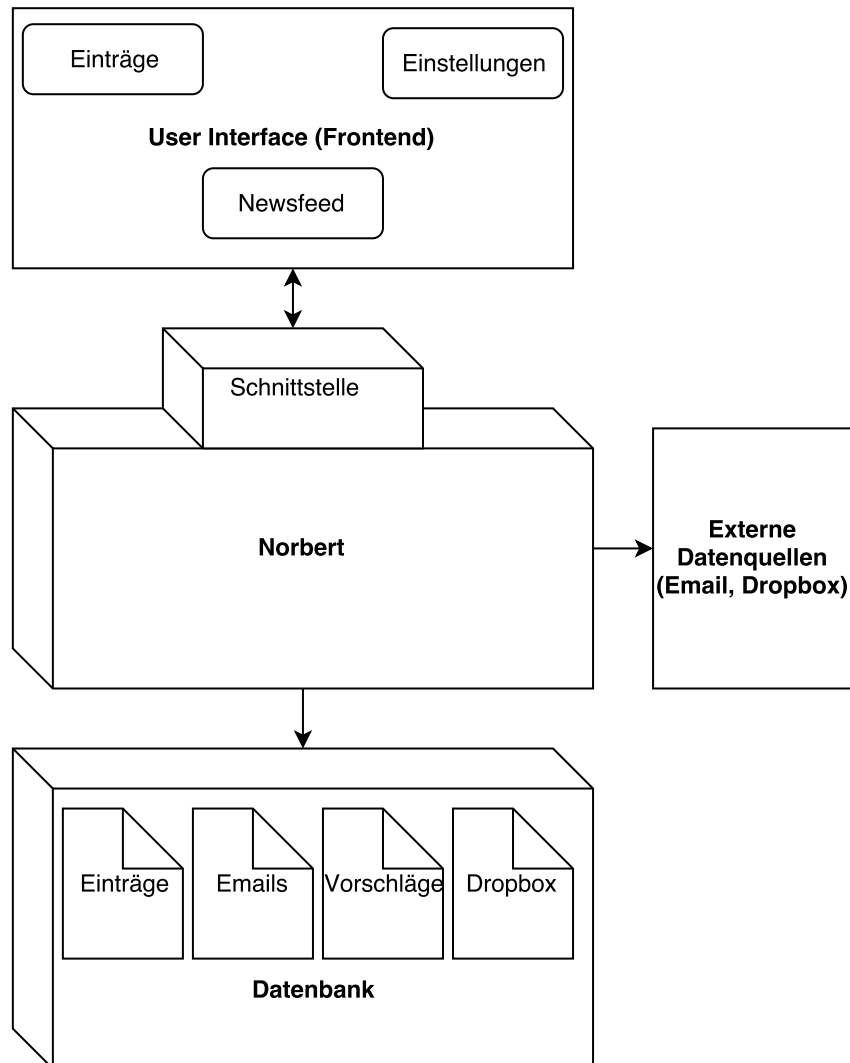 Einträge
Einstellungen
User Interface (Frontend)
Newsfeed
Schnittstelle
Norbert
Externe
Datenquellen
(Email, Dropbox)
Einträge
Emails
Vorschläge
Dropbox
Datenbank